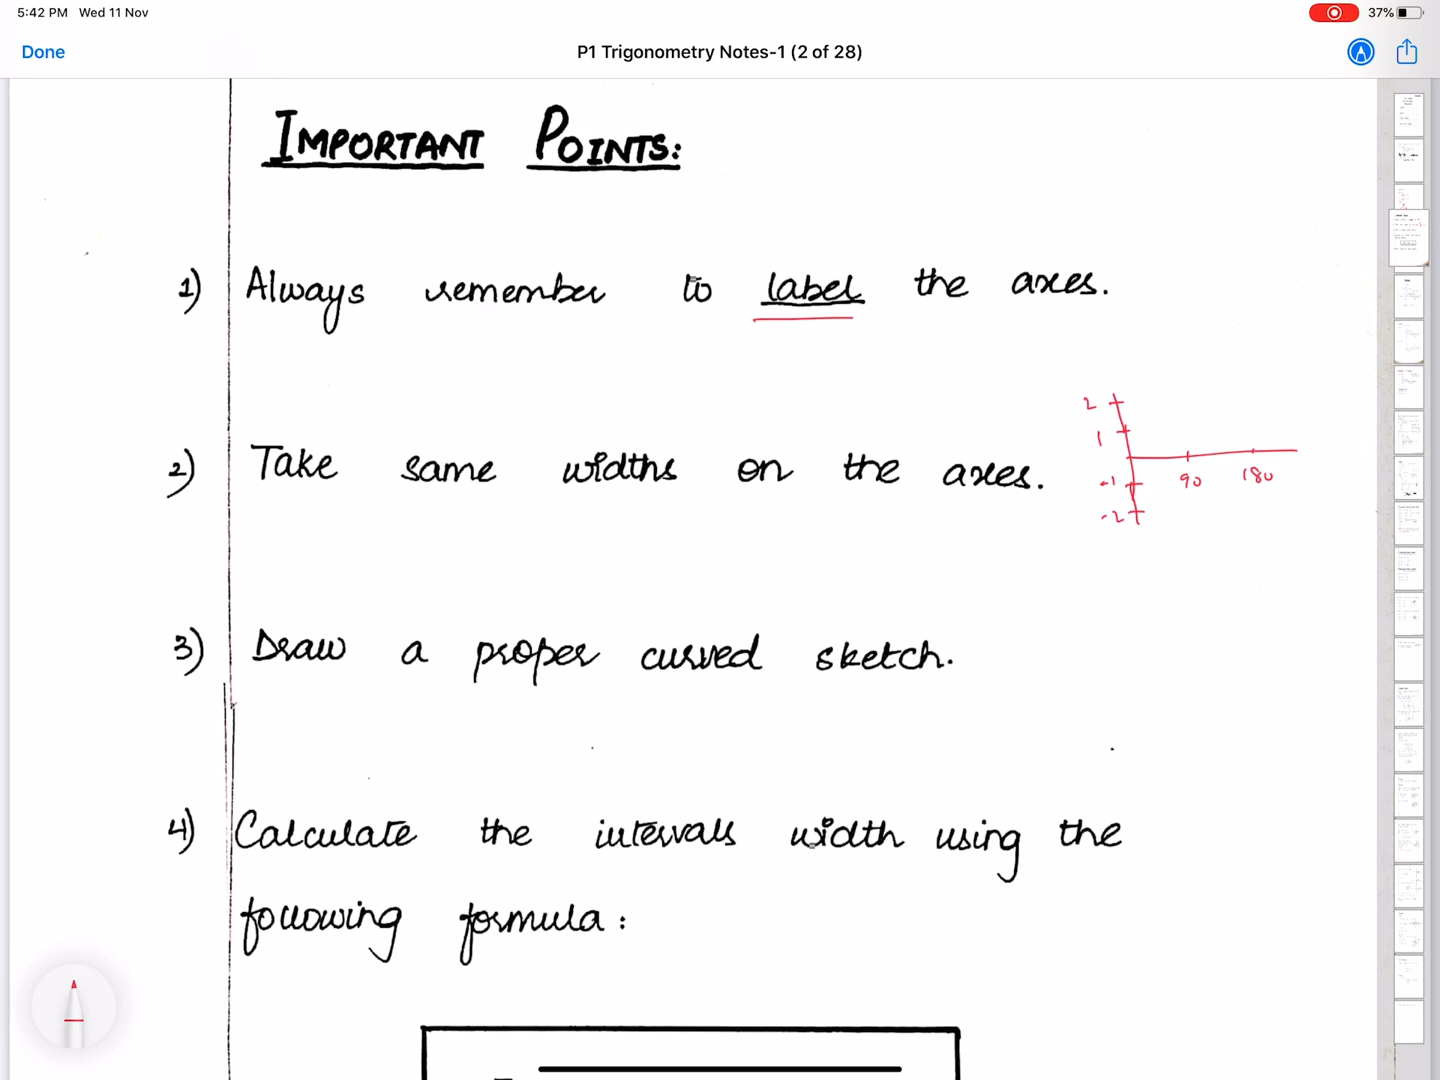 5:42 PM Wed 11 Nov
37%
Done
P1 Trigonometry Notes-1 (2 of 28)
IMPORTANT POINTS:
1) Always remember to label the axes.
2) Take same widths on the axes.
2
1
-1
-2
90
180
3) Draw a proper curved sketch.
4) Calculate the intervals width using the
following formula: